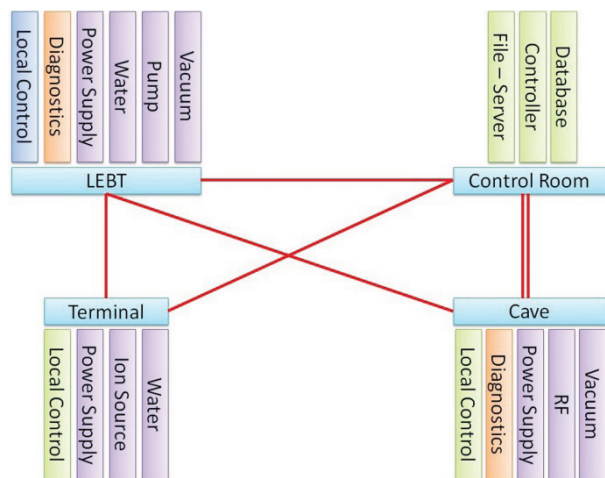 Local Control
Diagnostics
Power Supply
Water
Pump
Vacuum
File – Server
Controller
Database
LEBT
Control Room
Terminal
Cave
Local Control
Power Supply
Ion Source
Water
Local Control
Diagnostics
Power Supply
RF
Vacuum